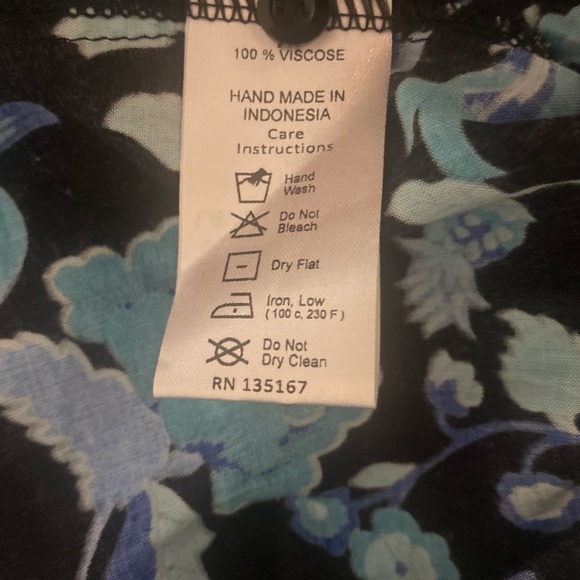 100 % VISCOSE
HAND MADE IN
INDONESIA
Care
Instructions
Hand
Wash
Do Not
Bleach
Dry Flat
Iron, Low
( 100 c, 230 F )
Do Not
Dry Clean
RN 135167